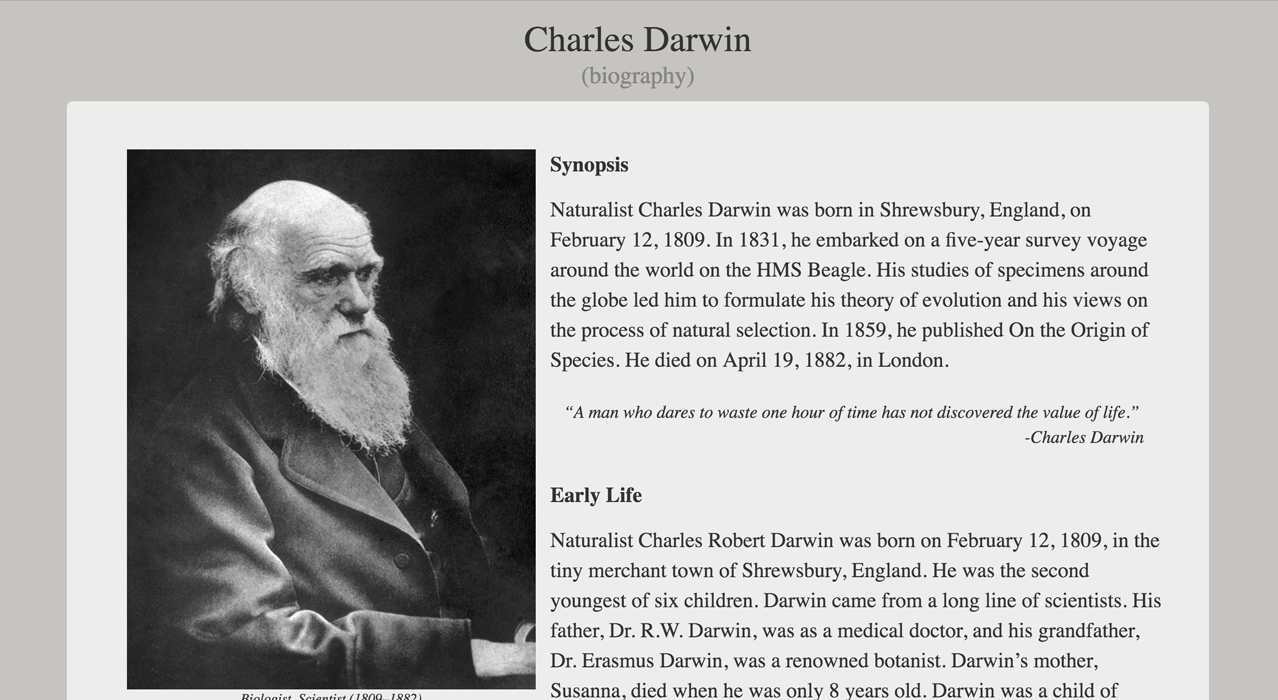 Charles Darwin
(biography)
Synopsis
Naturalist Charles Darwin was born in Shrewsbury, England, on
February 12, 1809. In 1831, he embarked on a five-year survey voyage
around the world on the HMS Beagle. His studies of specimens around
the globe led him to formulate his theory of evolution and his views on
the process of natural selection. In 1859, he published On the Origin of
Species. He died on April 19, 1882, in London.
“A man who dares to waste one hour of time has not discovered the value of life.”
-Charles Darwin
Early Life
Naturalist Charles Robert Darwin was born on February 12, 1809, in the
tiny merchant town of Shrewsbury, England. He was the second
youngest of six children. Darwin came from a long line of scientists. His
father, Dr. R.W. Darwin, was as a medical doctor, and his grandfather,
Dr. Erasmus Darwin, was a renowned botanist. Darwin’s mother,
Susanna, died when he was only 8 years old. Darwin was a child of
Biologist, Scientist (1809–1882)